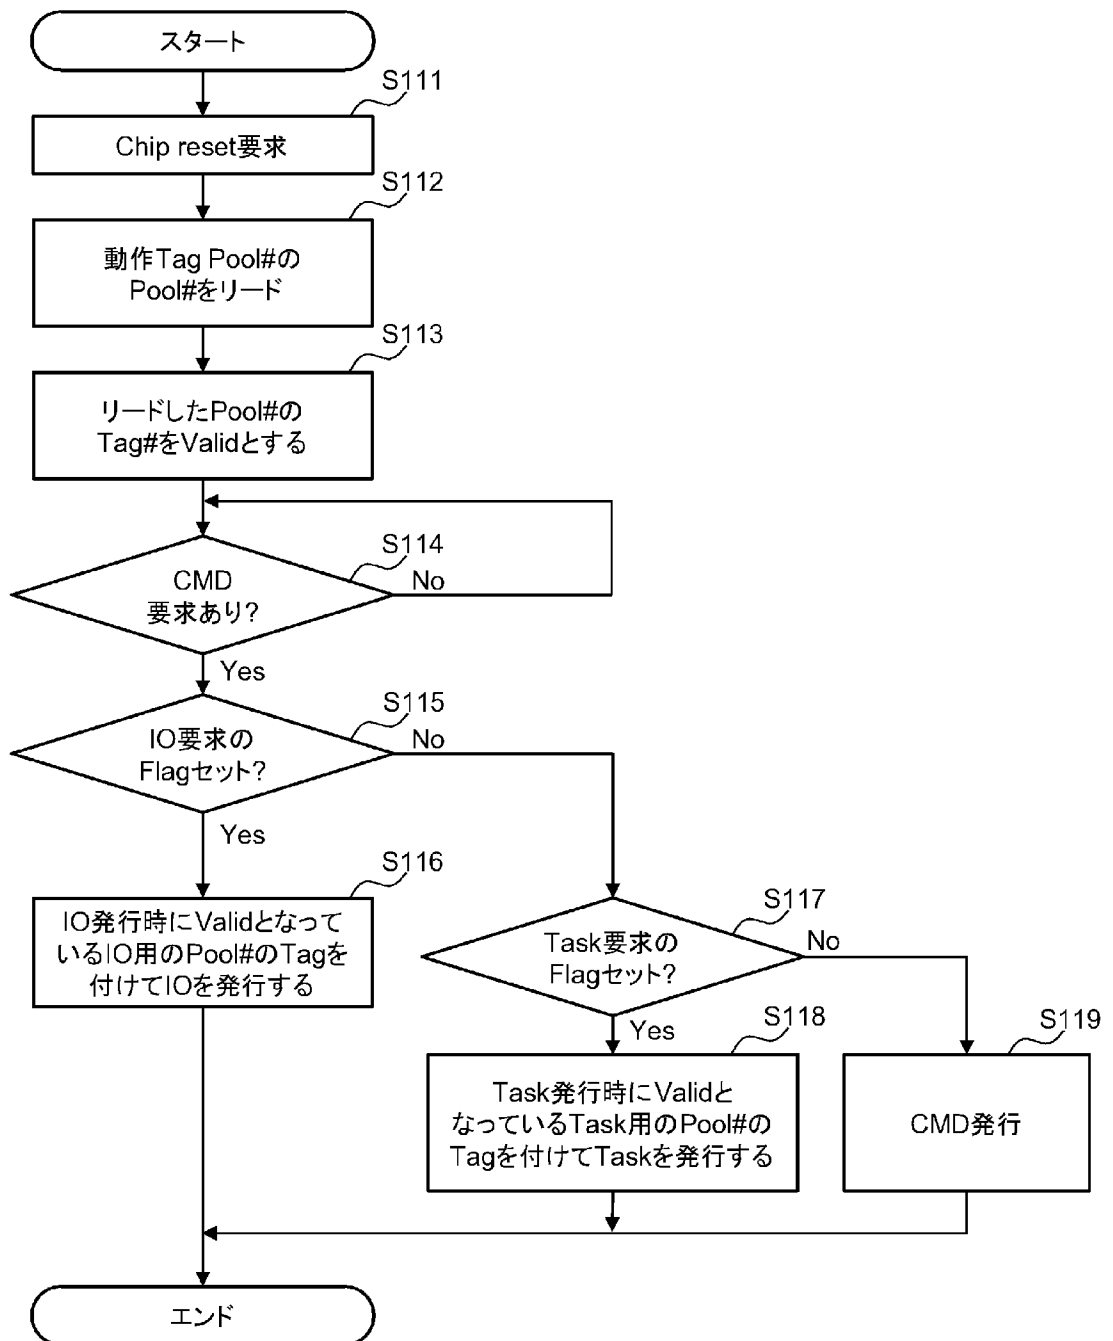 スタート
S111
Chip reset要求
S112
動作Tag Pool#の
Pool#をリード
S113
リードしたPool#の
Tag#をValidとする
S114
CMD
要求あり?
No
Yes
S115
IO要求の
Flagセット?
No
Yes
S116
IO発行時にValidとなって
いるIO用のPool#のTagを
付けてIOを発行する
S117
Task要求の
Flagセット?
No
Yes
S118
Task発行時にValidと
なっているTask用のPool#の
Tagを付けてTaskを発行する
S119
CMD発行
エンド